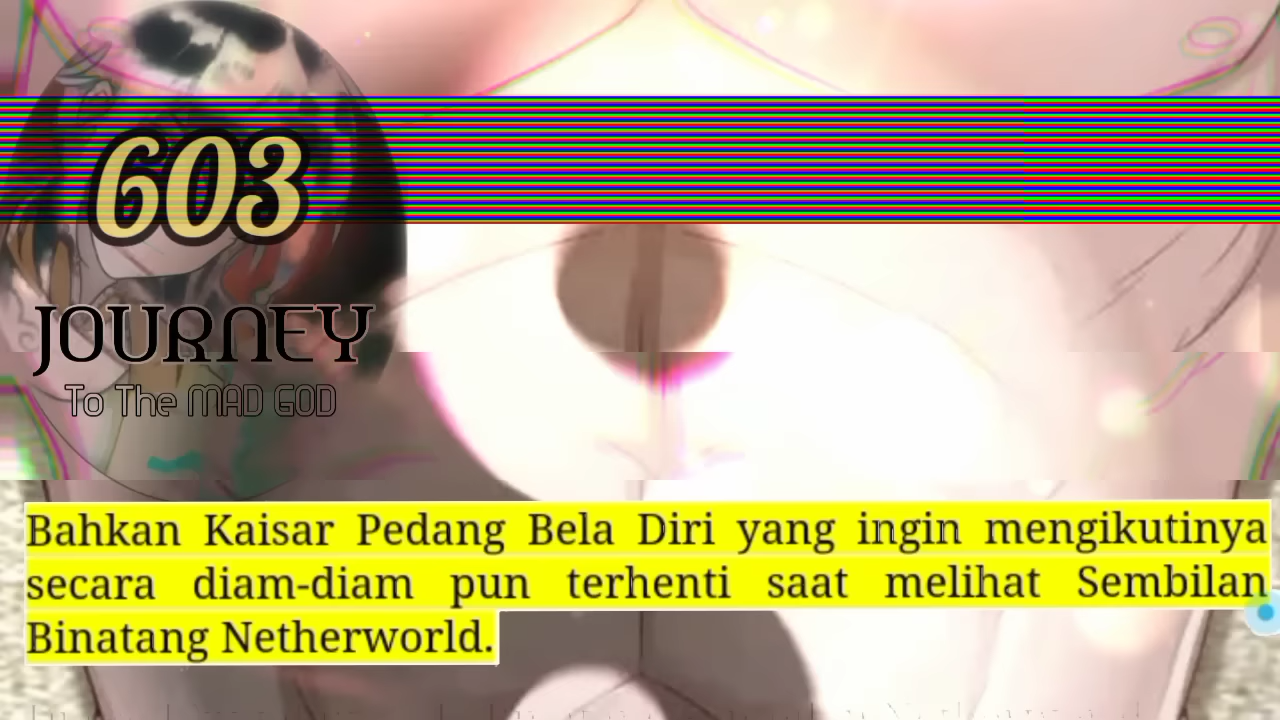 603
JOURNEY
To The MAD GOD
Bahkan Kaisar Pedang Bela Diri yang ingin mengikutinya
secara diam-diam pun terhenti saat melihat Sembilan
Binatang Netherworld.